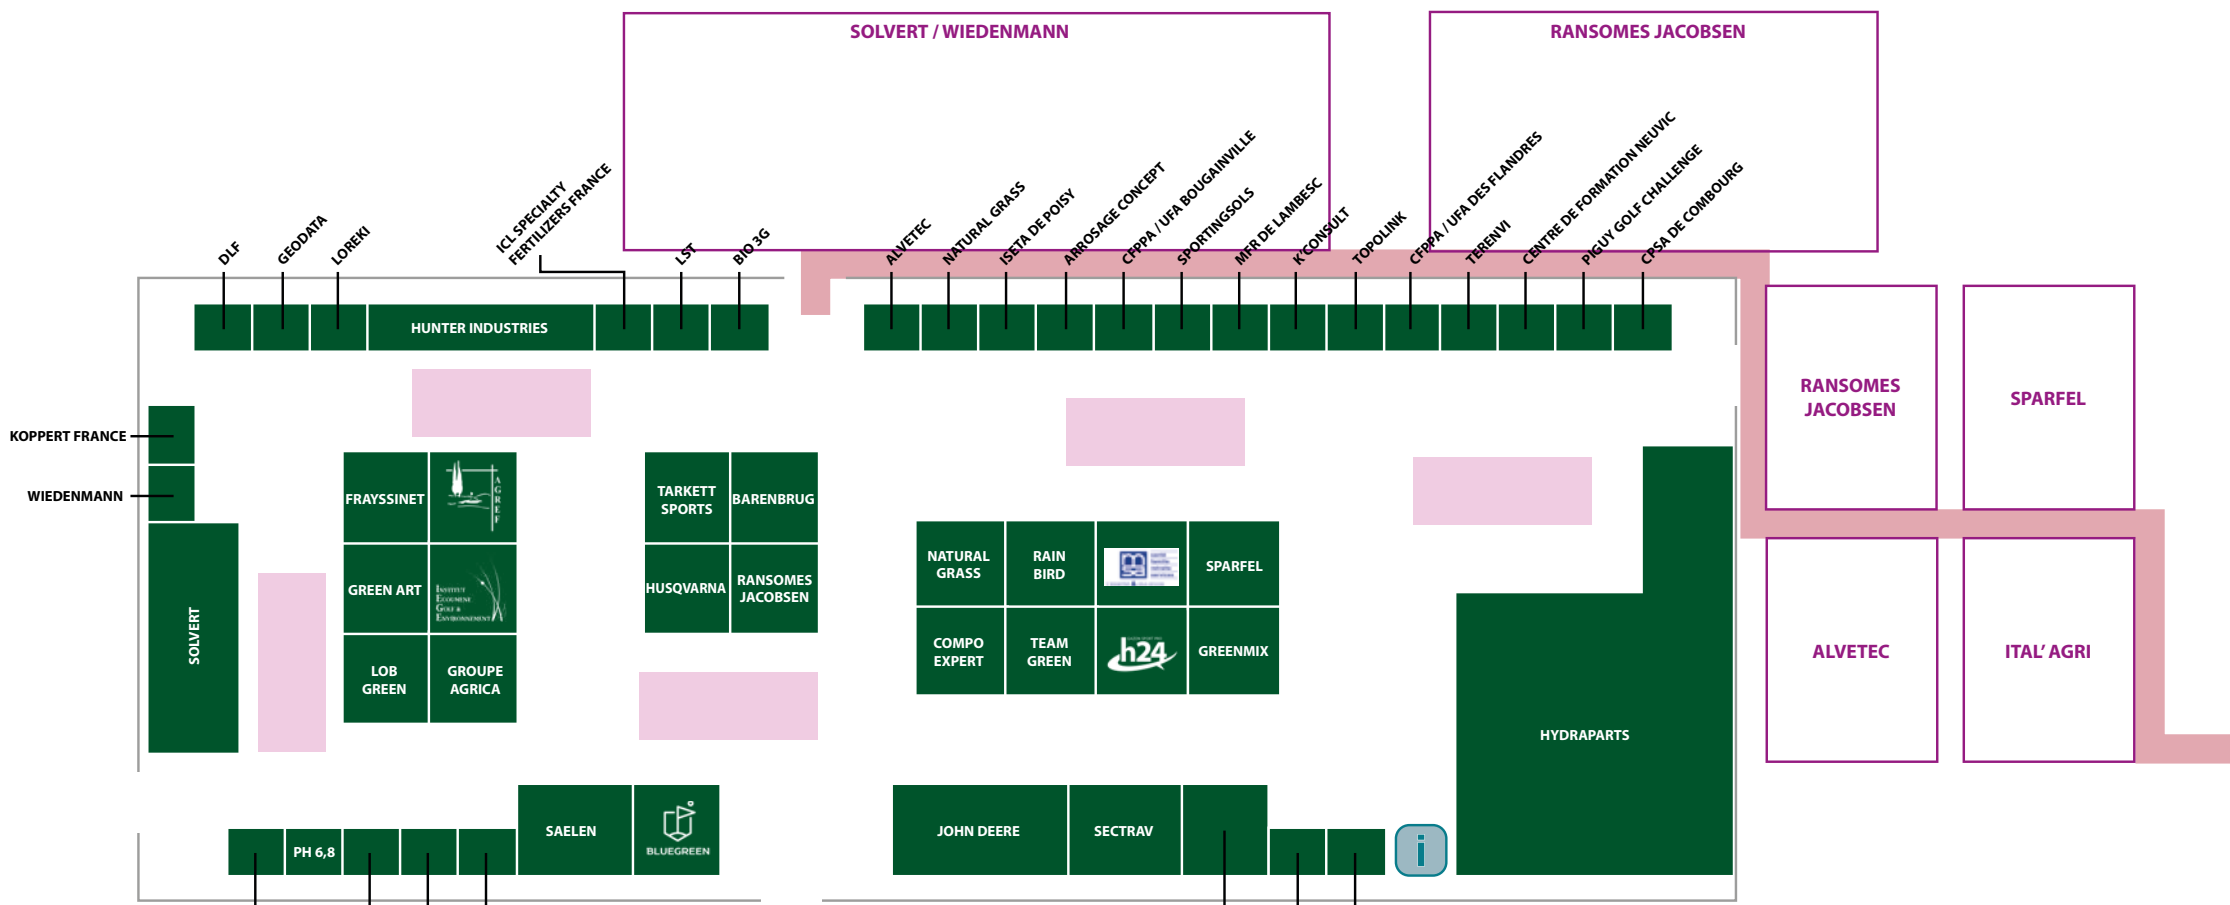 SOLVERT / WIEDENMANN
RANSOMES JACOBSEN
DLF
GEODATA
LOREKI
ICL SPECIALTY
FERTILIZERS FRANCE
LST
BIO 3G
ALVETEC
NATURAL GRASS
ISETA DE POISY
ARROSAGE CONCEPT
CFPPA / UFA BOUGAINVILLE
SPORTINGSOLS
MFR DE LAMBESC
K'CONSULT
TOPOLINK
CFPPA / UFA DES FLANDRES
TERENVI
CENTRE DE FORMATION NEUVIC
PIGUY GOLF CHALLENGE
CPSA DE COMBOURG
HUNTER INDUSTRIES
RANSOMES
JACOBSEN
SPARFEL
KOPPERT FRANCE
WIEDENMANN
FRAYSSINET
AGREF
TARKETT
SPORTS
BARENBRUG
NATURAL
GRASS
RAIN
BIRD
SPARFEL
GREEN ART
INSTITUT
ECOUMENE
GOLF &
ENVIRONNEMENT
HUSQVARNA
RANSOMES
JACOBSEN
SOLVERT
LOB
GREEN
GROUPE
AGRICA
COMPO
EXPERT
TEAM
GREEN
h24
GREENMIX
ALVETEC
ITAL' AGRI
HYDRAPARTS
PH 6,8
SAELEN
BLUEGREEN
JOHN DEERE
SECTRAV
i